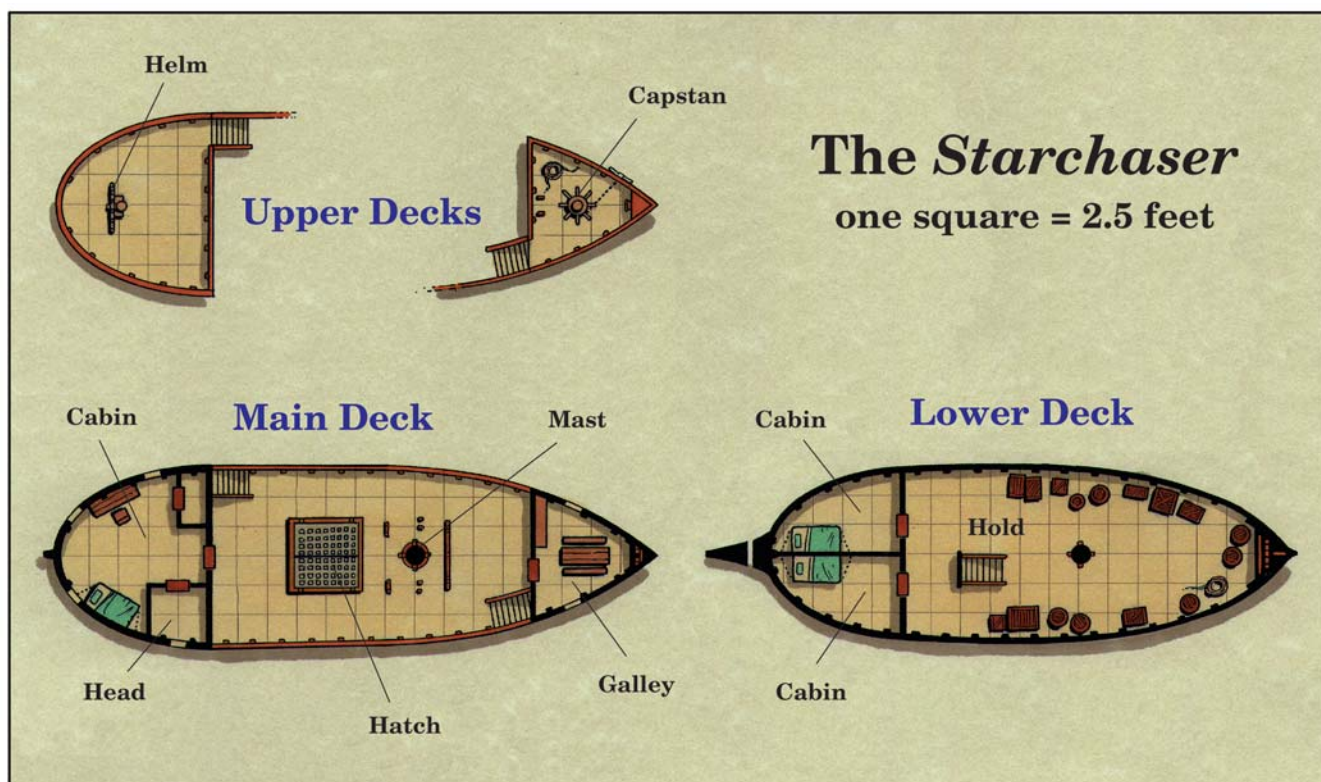 Helm
Capstan
The Starchaser
one square = 2.5 feet
Upper Decks
Cabin
Main Deck
Mast
Cabin
Lower Deck
Hold
Head
Hatch
Galley
Cabin